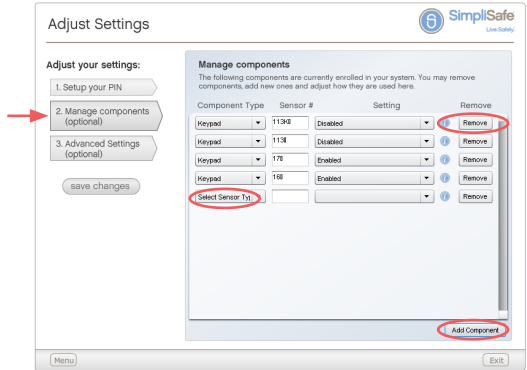 Adjust Settings
SimpliSafe
Live Safely.
Adjust your settings:
1. Setup your PIN
2. Manage components
(optional)
3. Advanced Settings
(optional)
save changes
Manage components
The following components are currently enrolled in your system. You may remove
components, add new ones and adjust how they are used here.
Component Type Sensor # Setting Remove
Keypad Disabled Remove
Keypad Disabled Remove
Keypad Enabled Remove
Keypad Enabled Remove
Select Sensor Typ Remove
Add Component
Menu Exit